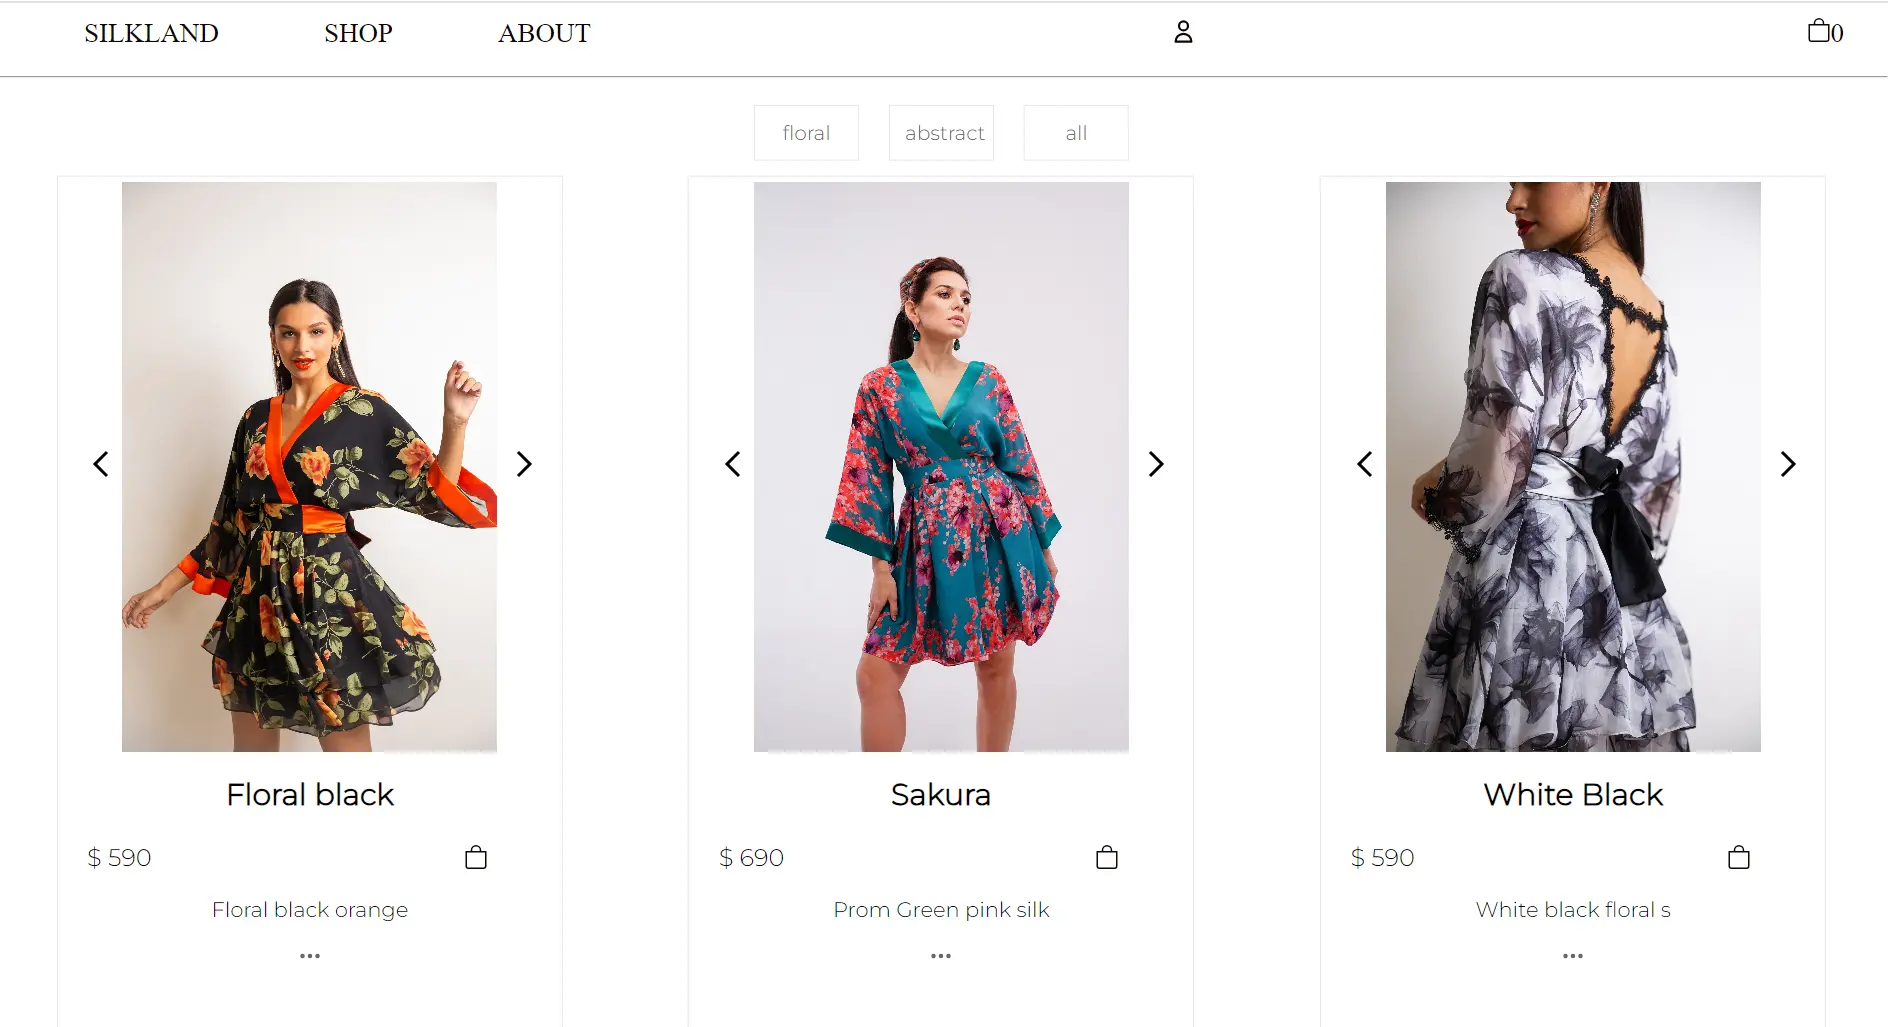 SILKLAND SHOP ABOUT 0
floral abstract all
Floral black
$ 590
Floral black orange
...
Sakura
$ 690
Prom Green pink silk
...
White Black
$ 590
White black floral s
...